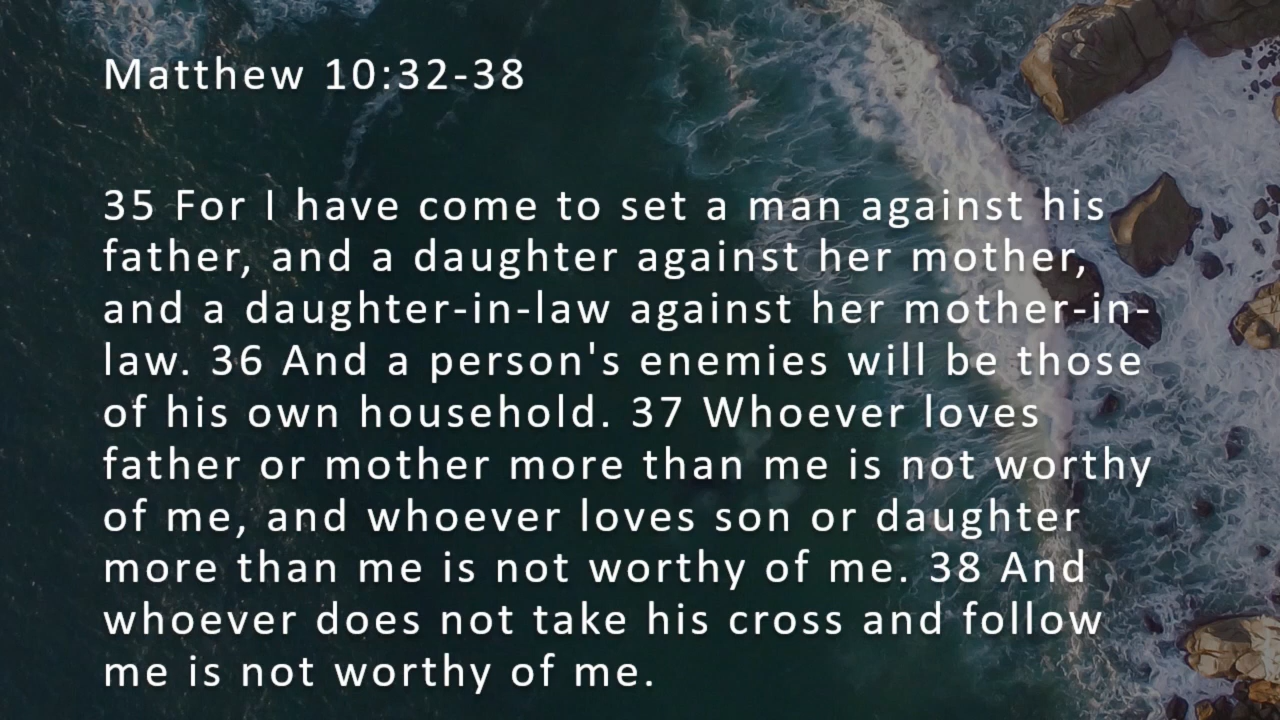 Matthew 10:32-38
35 For I have come to set a man against his
father, and a daughter against her mother,
and a daughter-in-law against her mother-in-
law. 36 And a person's enemies will be those
of his own household. 37 Whoever loves
father or mother more than me is not worthy
of me, and whoever loves son or daughter
more than me is not worthy of me. 38 And
whoever does not take his cross and follow
me is not worthy of me.